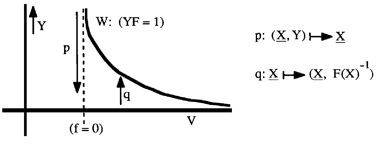 Y
W: (YF = 1)
p
q
(f = 0)
V
p: (X, Y) ↦ X
q: X ↦ (X, F(X)⁻¹)